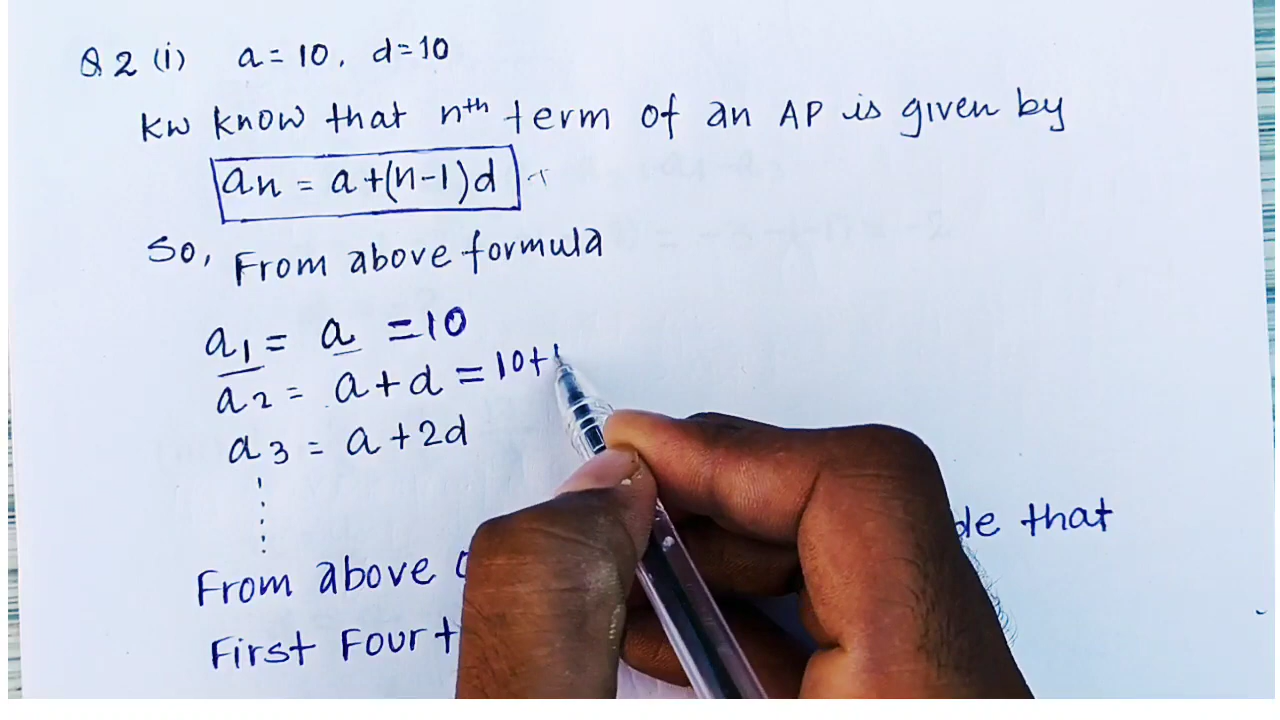 Q 2 (i) a = 10, d = 10
Kw know that nth term of an AP is given by
an = a + (n-1)d
So, From above formula
a1 = a = 10
a2 = a + d = 10+
a3 = a + 2d
From above that
First Four